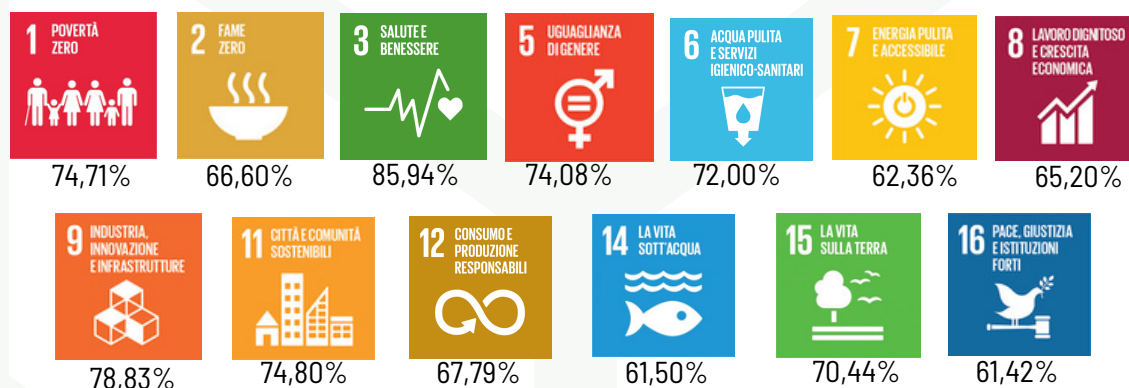 1 POVERTÀ
ZERO
2 FAME
ZERO
3 SALUTE E
BENESSERE
5 UGUAGLIANZA
DI GENERE
6 ACQUA PULITA
E SERVIZI
IGIENICO-SANITARI
7 ENERGIA PULITA
E ACCESSIBILE
8 LAVORO DIGNITOSO
E CRESCITA
ECONOMICA
74,71%
66,60%
85,94%
74,08%
72,00%
62,36%
65,20%
9 INDUSTRIA,
INNOVAZIONE
E INFRASTRUTTURE
11 CITTÀ E COMUNITÀ
SOSTENIBILI
12 CONSUMO E
PRODUZIONE
RESPONSABILI
14 LA VITA
SOTT'ACQUA
15 LA VITA
SULLA TERRA
16 PACE, GIUSTIZIA
E ISTITUZIONI
FORTI
78,83%
74,80%
67,79%
61,50%
70,44%
61,42%